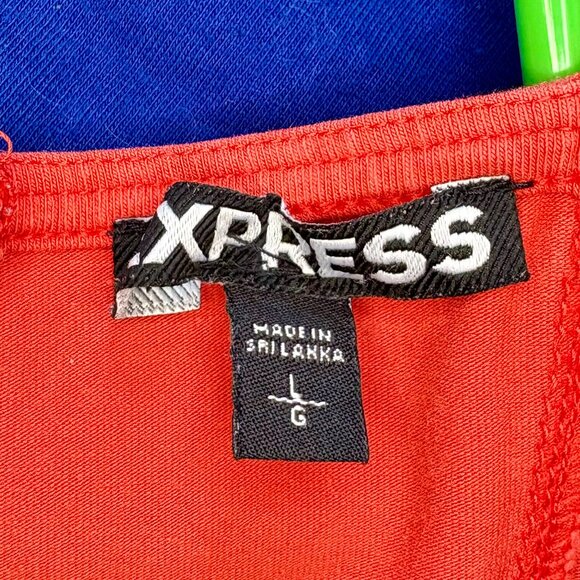 XPRESS
MADE IN
SRI LANKA
L
G